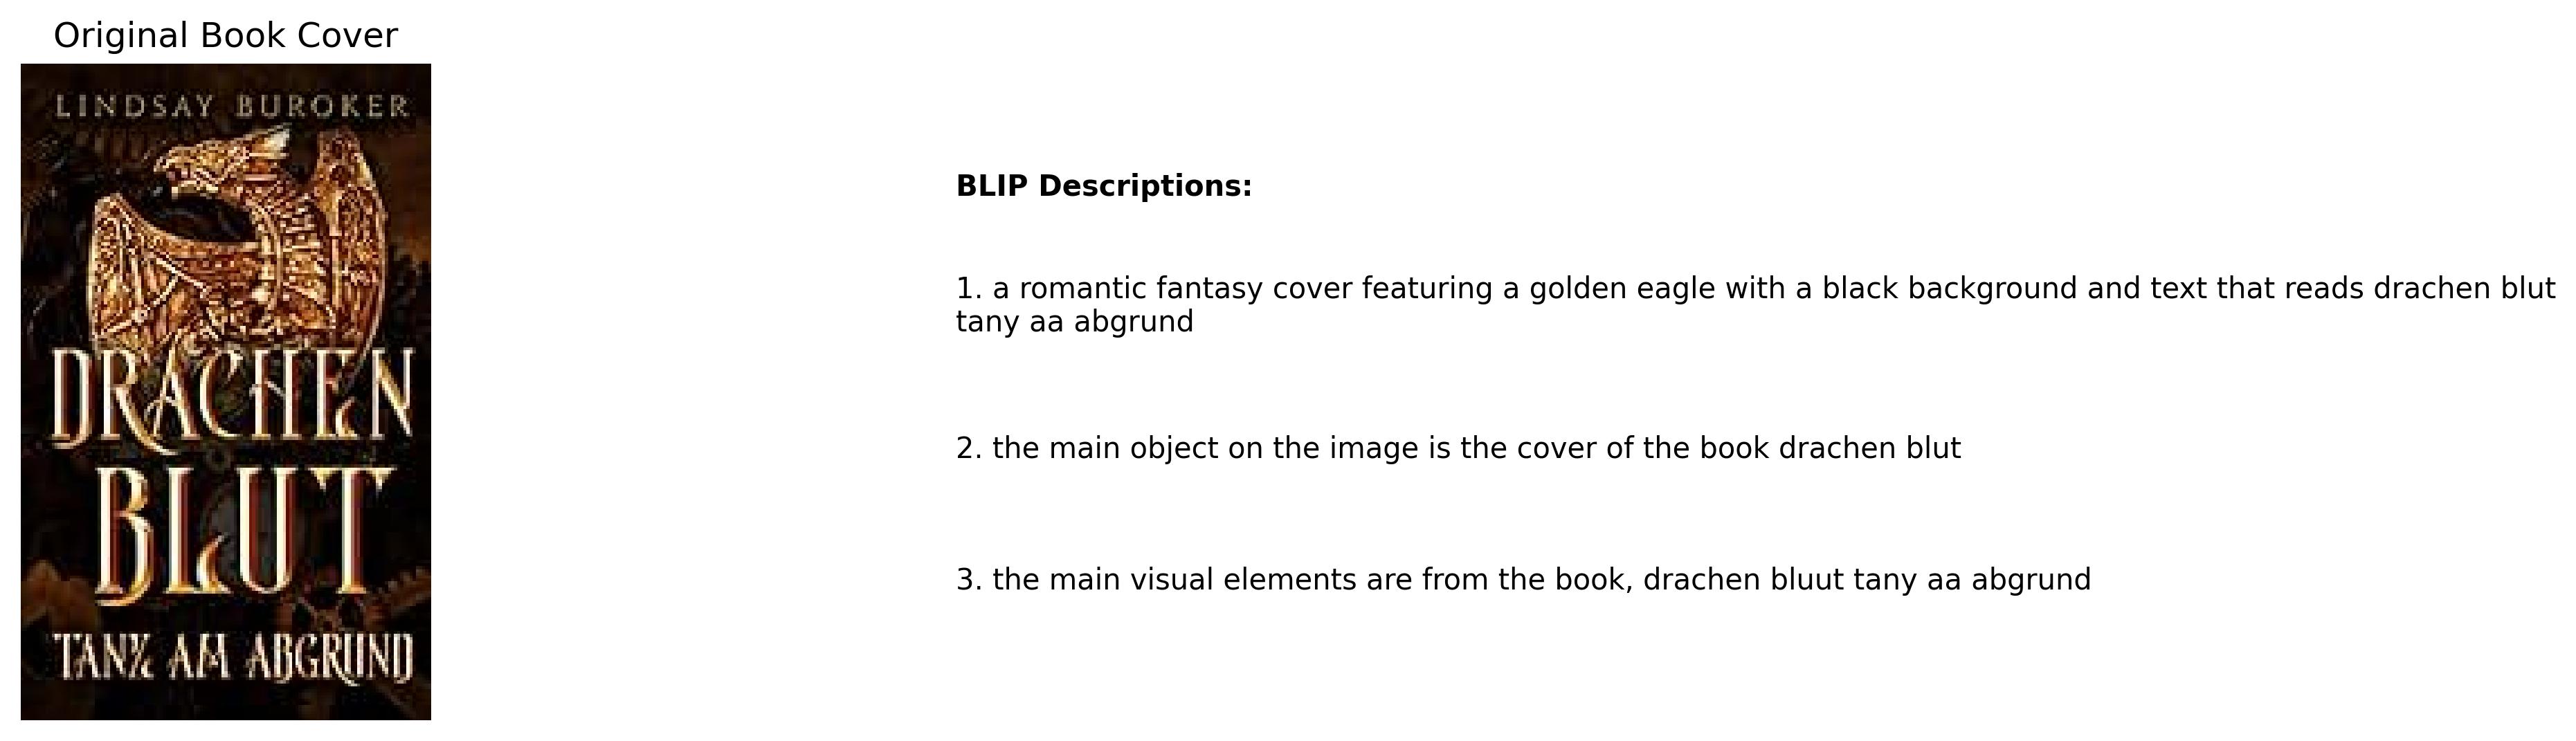 Original Book Cover
LINDSAY BUROKER
DRACHEN
BLUT
TANZ AM ABGRUND
BLIP Descriptions:
1. a romantic fantasy cover featuring a golden eagle with a black background and text that reads drachen blut
tany aa abgrund
2. the main object on the image is the cover of the book drachen blut
3. the main visual elements are from the book, drachen bluut tany aa abgrund